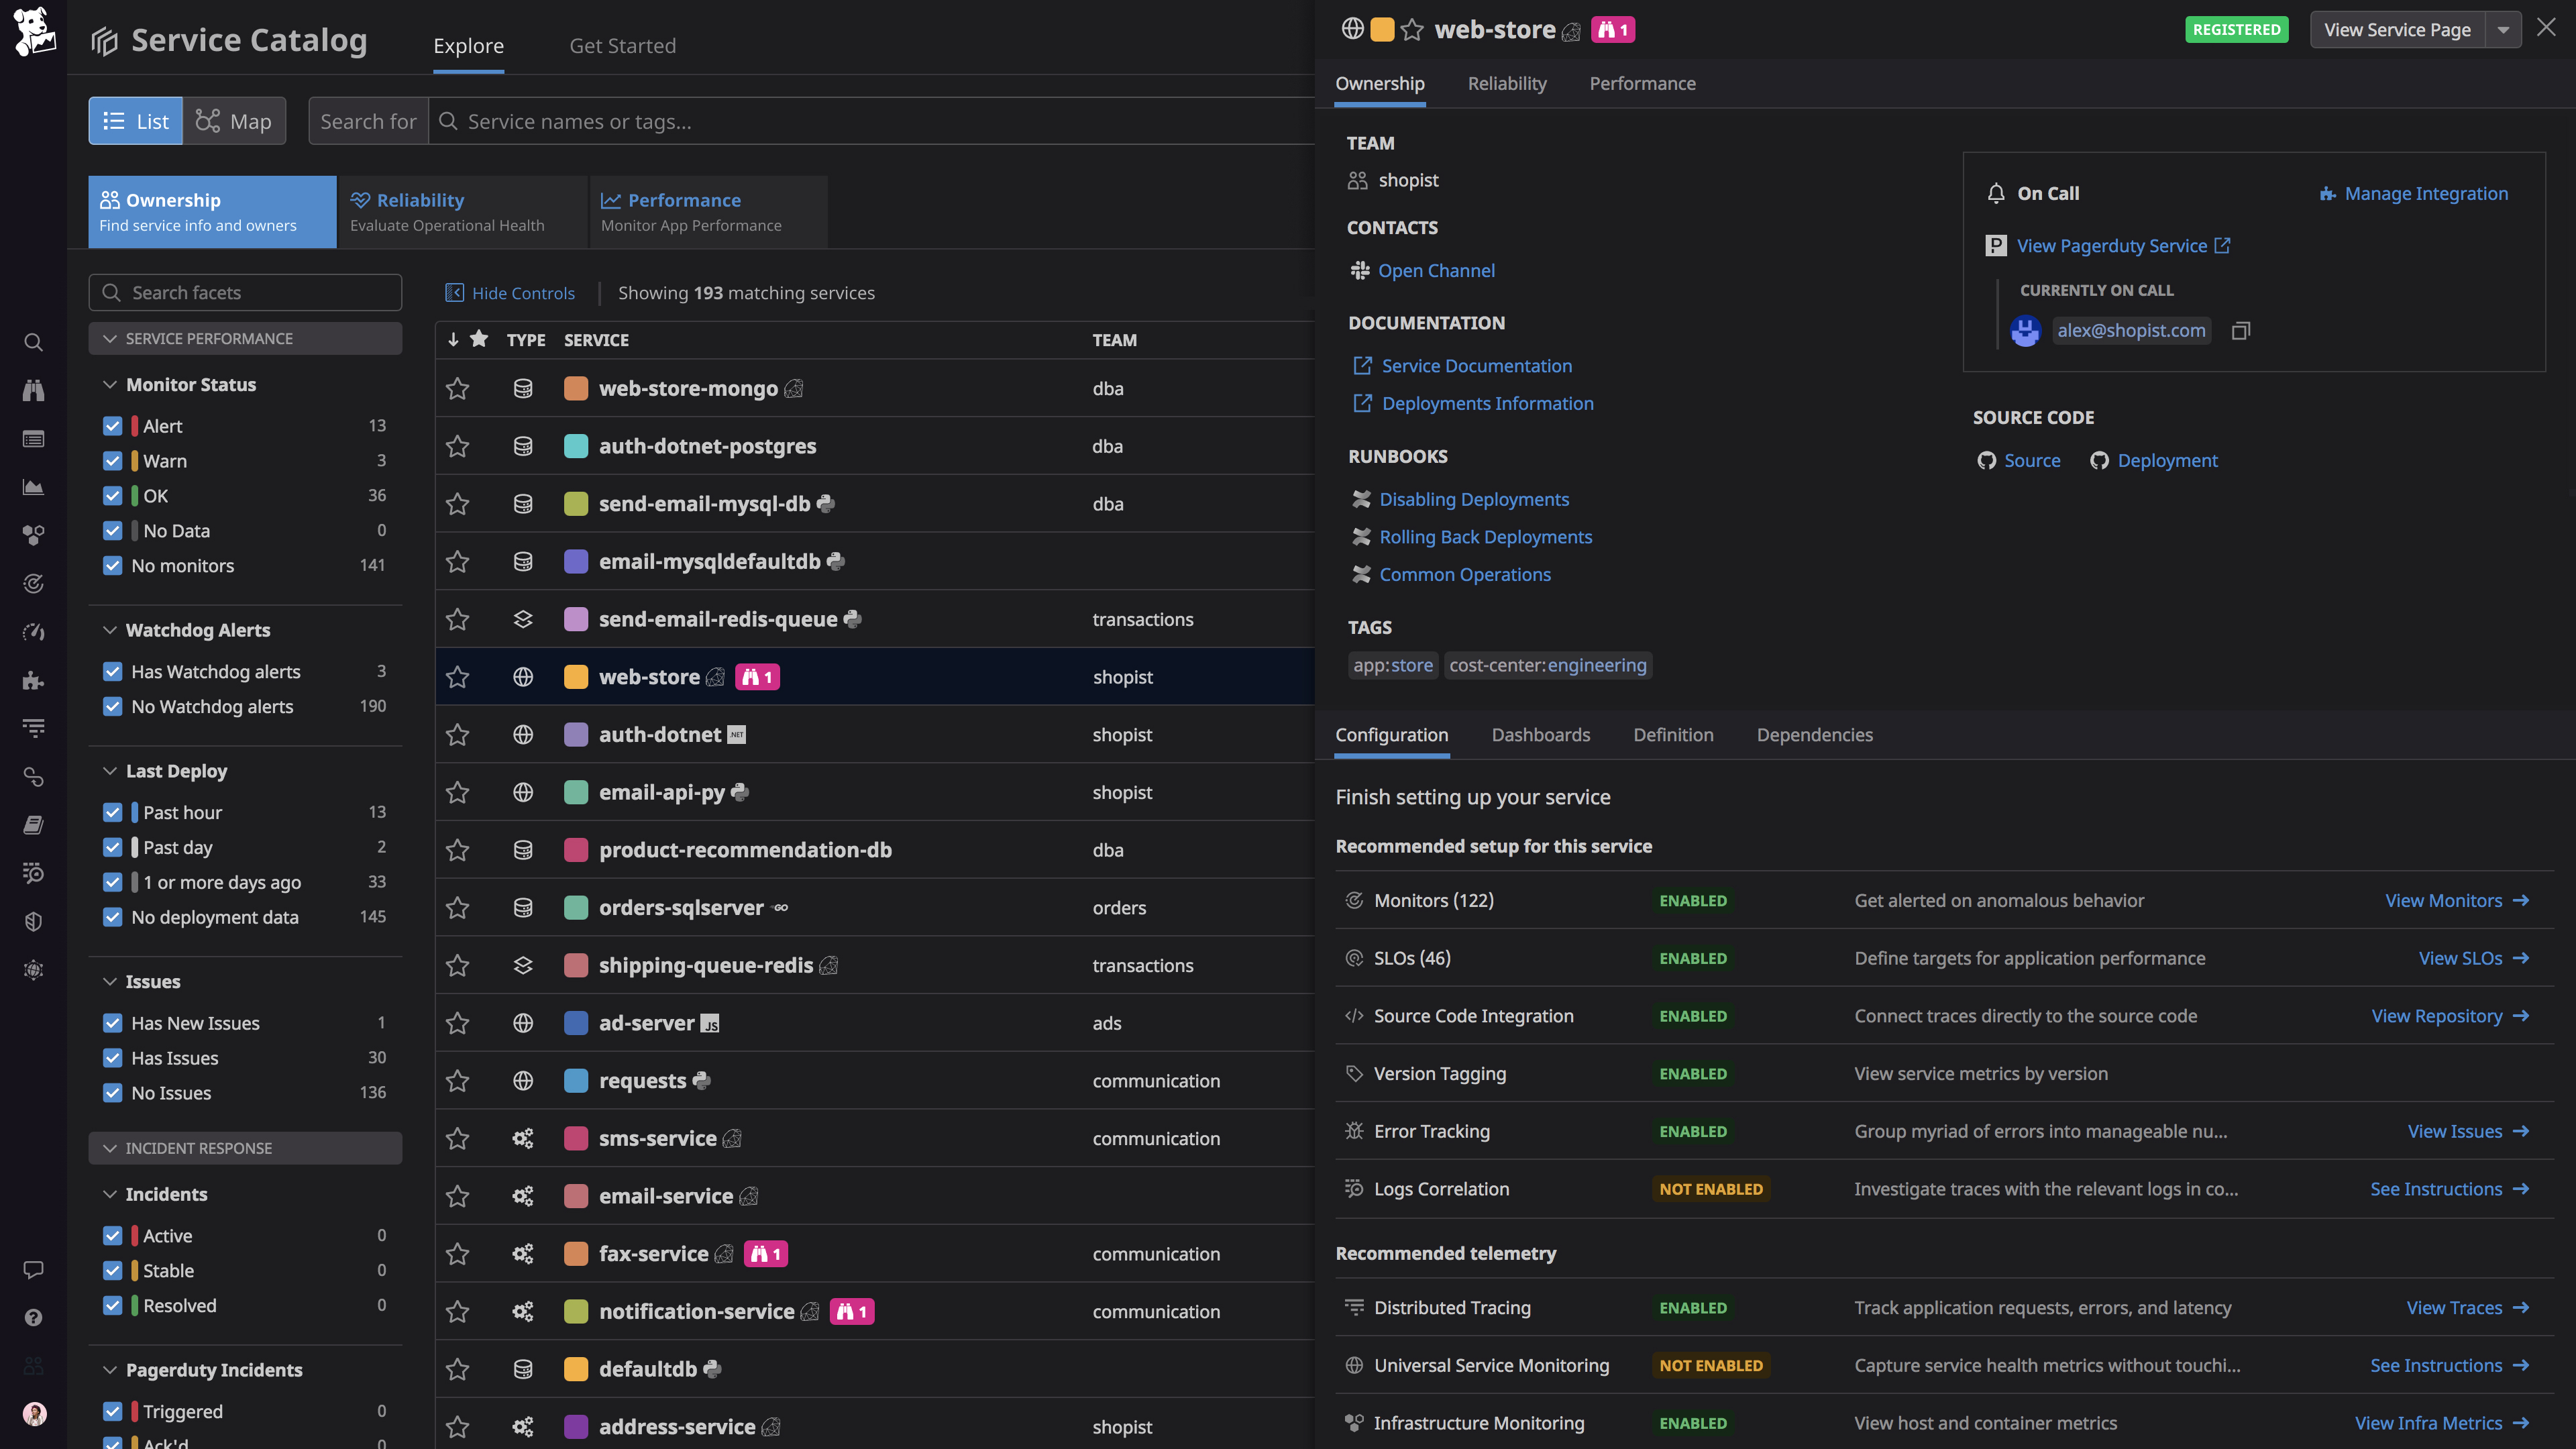 Service Catalog
Explore
Get Started
List
Map
Search for
Service names or tags...
Ownership
Find service info and owners
Reliability
Evaluate Operational Health
Performance
Monitor App Performance
Search facets
SERVICE PERFORMANCE
Monitor Status
Alert 13
Warn 3
OK 36
No Data 0
No monitors 141
Watchdog Alerts
Has Watchdog alerts 3
No Watchdog alerts 190
Last Deploy
Past hour 13
Past day 2
1 or more days ago 33
No deployment data 145
Issues
Has New Issues 1
Has Issues 30
No Issues 136
INCIDENT RESPONSE
Incidents
Active 0
Stable 0
Resolved 0
Pagerduty Incidents
Triggered 0
Ack'd 0
Hide Controls
Showing 193 matching services
TYPE SERVICE TEAM
web-store-mongo dba
auth-dotnet-postgres dba
send-email-mysql-db dba
email-mysqldefaultdb
send-email-redis-queue transactions
web-store 1 shopist
auth-dotnet .NET shopist
email-api-py shopist
product-recommendation-db dba
orders-sqlserver GO orders
shipping-queue-redis transactions
ad-server JS ads
requests communication
sms-service communication
email-service
fax-service 1 communication
notification-service 1 communication
defaultdb
address-service shopist
web-store 1
REGISTERED
View Service Page
Ownership
Reliability
Performance
TEAM
shopist
CONTACTS
Open Channel
DOCUMENTATION
Service Documentation
Deployments Information
RUNBOOKS
Disabling Deployments
Rolling Back Deployments
Common Operations
TAGS
app:store cost-center:engineering
On Call
Manage Integration
P View Pagerduty Service
CURRENTLY ON CALL
alex@shopist.com
SOURCE CODE
Source
Deployment
Configuration
Dashboards
Definition
Dependencies
Finish setting up your service
Recommended setup for this service
Monitors (122) ENABLED Get alerted on anomalous behavior View Monitors
SLOs (46) ENABLED Define targets for application performance View SLOs
Source Code Integration ENABLED Connect traces directly to the source code View Repository
Version Tagging ENABLED View service metrics by version
Error Tracking ENABLED Group myriad of errors into manageable nu... View Issues
Logs Correlation NOT ENABLED Investigate traces with the relevant logs in co... See Instructions
Recommended telemetry
Distributed Tracing ENABLED Track application requests, errors, and latency View Traces
Universal Service Monitoring NOT ENABLED Capture service health metrics without touchi... See Instructions
Infrastructure Monitoring ENABLED View host and container metrics View Infra Metrics